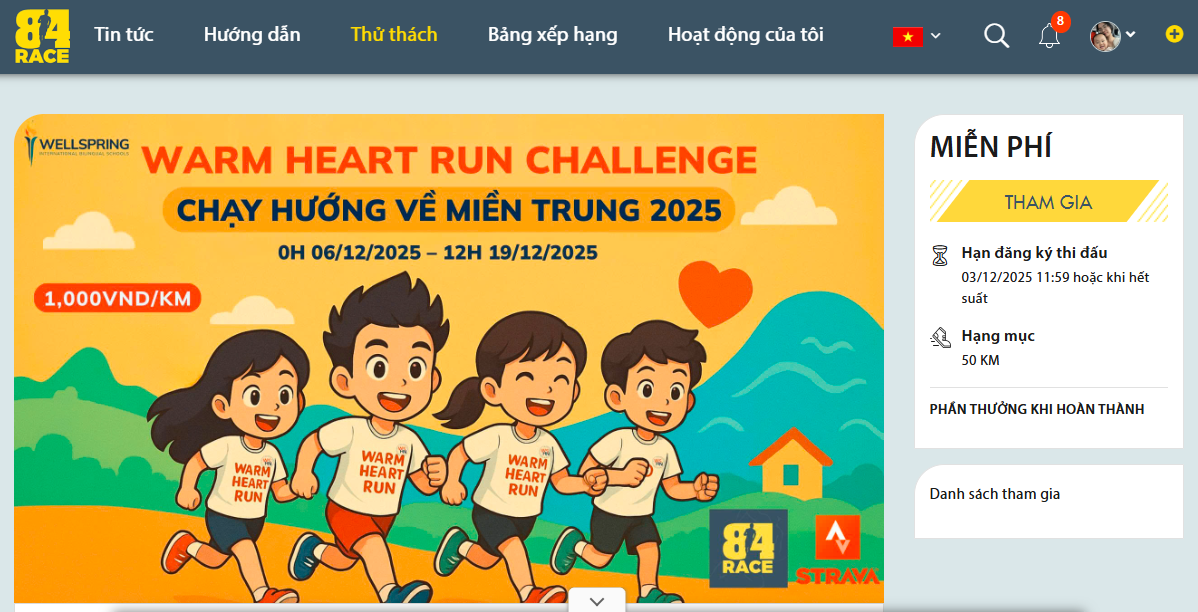 84
RACE
Tin tức
Hướng dẫn
Thử thách
Bảng xếp hạng
Hoạt động của tôi
8
WELLSPRING
INTERNATIONAL BILINGUAL SCHOOLS
WARM HEART RUN CHALLENGE
CHẠY HƯỚNG VỀ MIỀN TRUNG 2025
0H 06/12/2025 – 12H 19/12/2025
1,000VND/KM
WARM
HEART
RUN
WARM
HEART
RUN
WARM
HEART
RUN
84
RACE
STRAVA
MIỄN PHÍ
THAM GIA
Hạn đăng ký thi đấu
03/12/2025 11:59 hoặc khi hết
suất
Hạng mục
50 KM
PHẦN THƯỞNG KHI HOÀN THÀNH
Danh sách tham gia